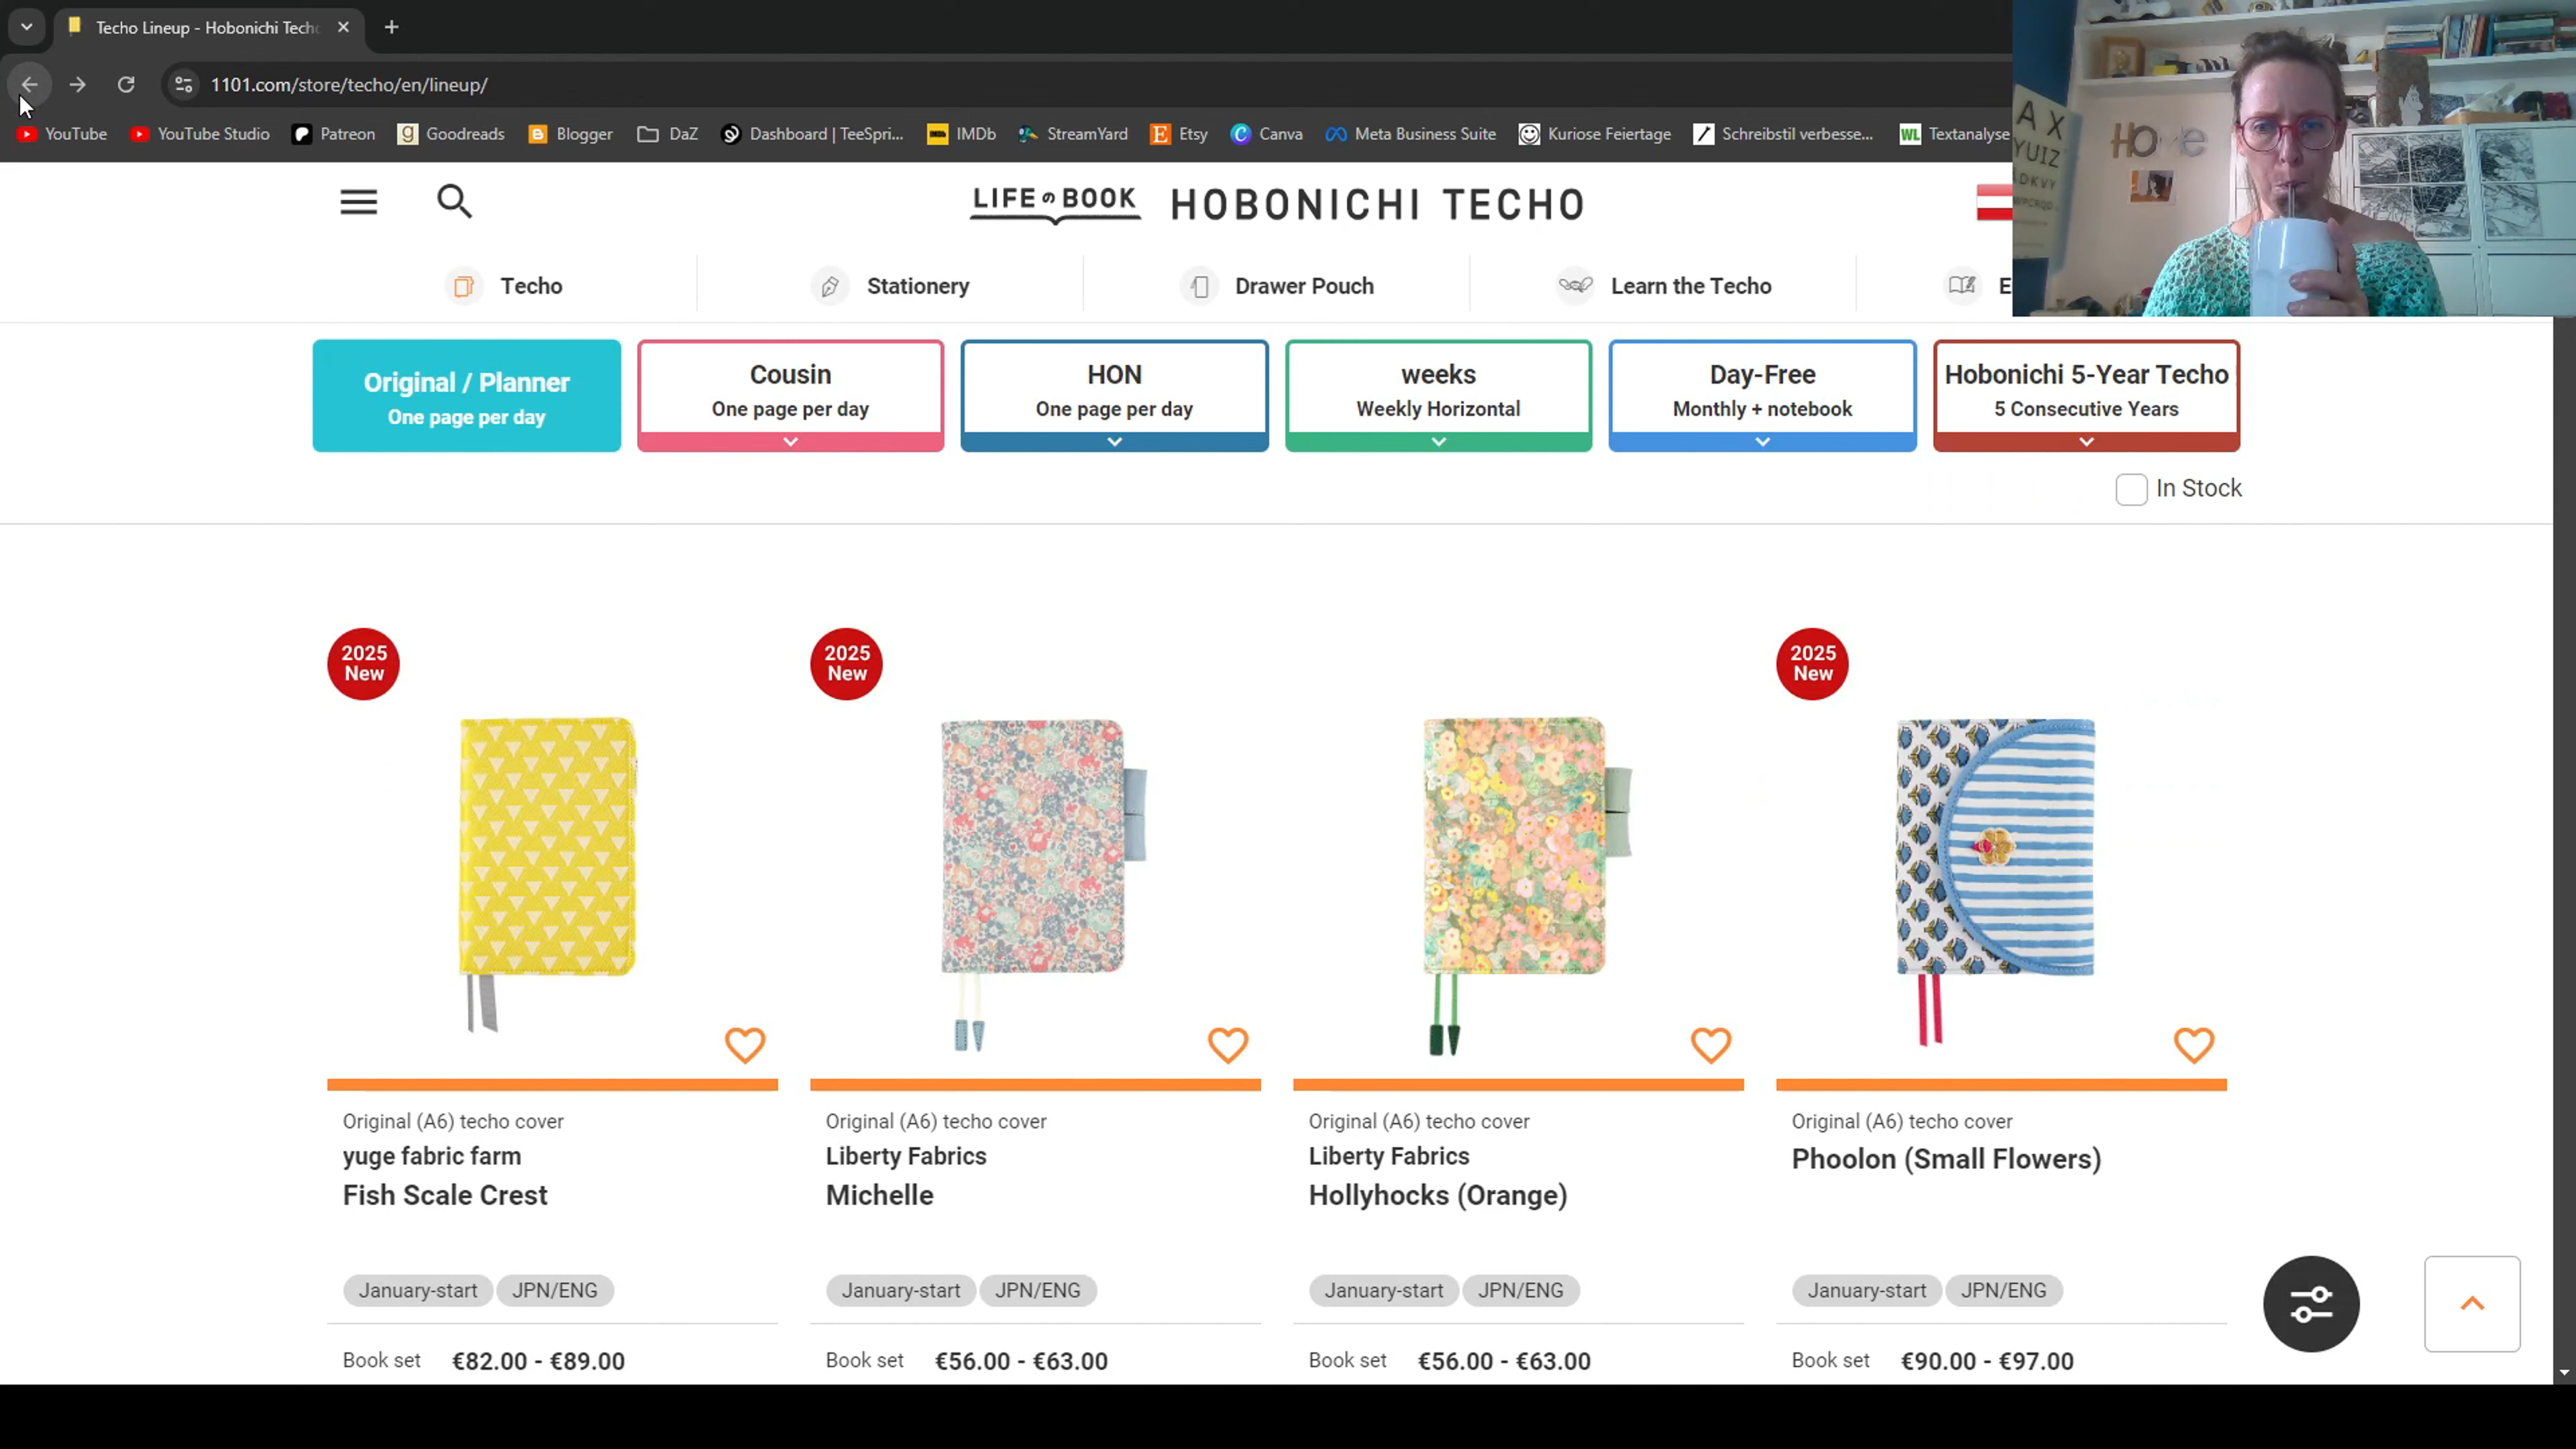 Techo Lineup - Hobonichi Techo
1101.com/store/techo/en/lineup/
YouTube YouTube Studio Patreon Goodreads Blogger DaZ Dashboard | TeeSpri... IMDb StreamYard Etsy Canva Meta Business Suite Kuriose Feiertage Schreibstil verbesse... WL Textanalyse
A X
YUIZ
DKVY
HOme
LIFE の BOOK HOBONICHI TECHO
Techo Stationery Drawer Pouch Learn the Techo E
Original / Planner
One page per day
Cousin
One page per day
HON
One page per day
weeks
Weekly Horizontal
Day-Free
Monthly + notebook
Hobonichi 5-Year Techo
5 Consecutive Years
In Stock
2025
New
2025
New
2025
New
Original (A6) techo cover
yuge fabric farm
Fish Scale Crest
January-start JPN/ENG
Book set €82.00 - €89.00
Original (A6) techo cover
Liberty Fabrics
Michelle
January-start JPN/ENG
Book set €56.00 - €63.00
Original (A6) techo cover
Liberty Fabrics
Hollyhocks (Orange)
January-start JPN/ENG
Book set €56.00 - €63.00
Original (A6) techo cover
Phoolon (Small Flowers)
January-start JPN/ENG
Book set €90.00 - €97.00